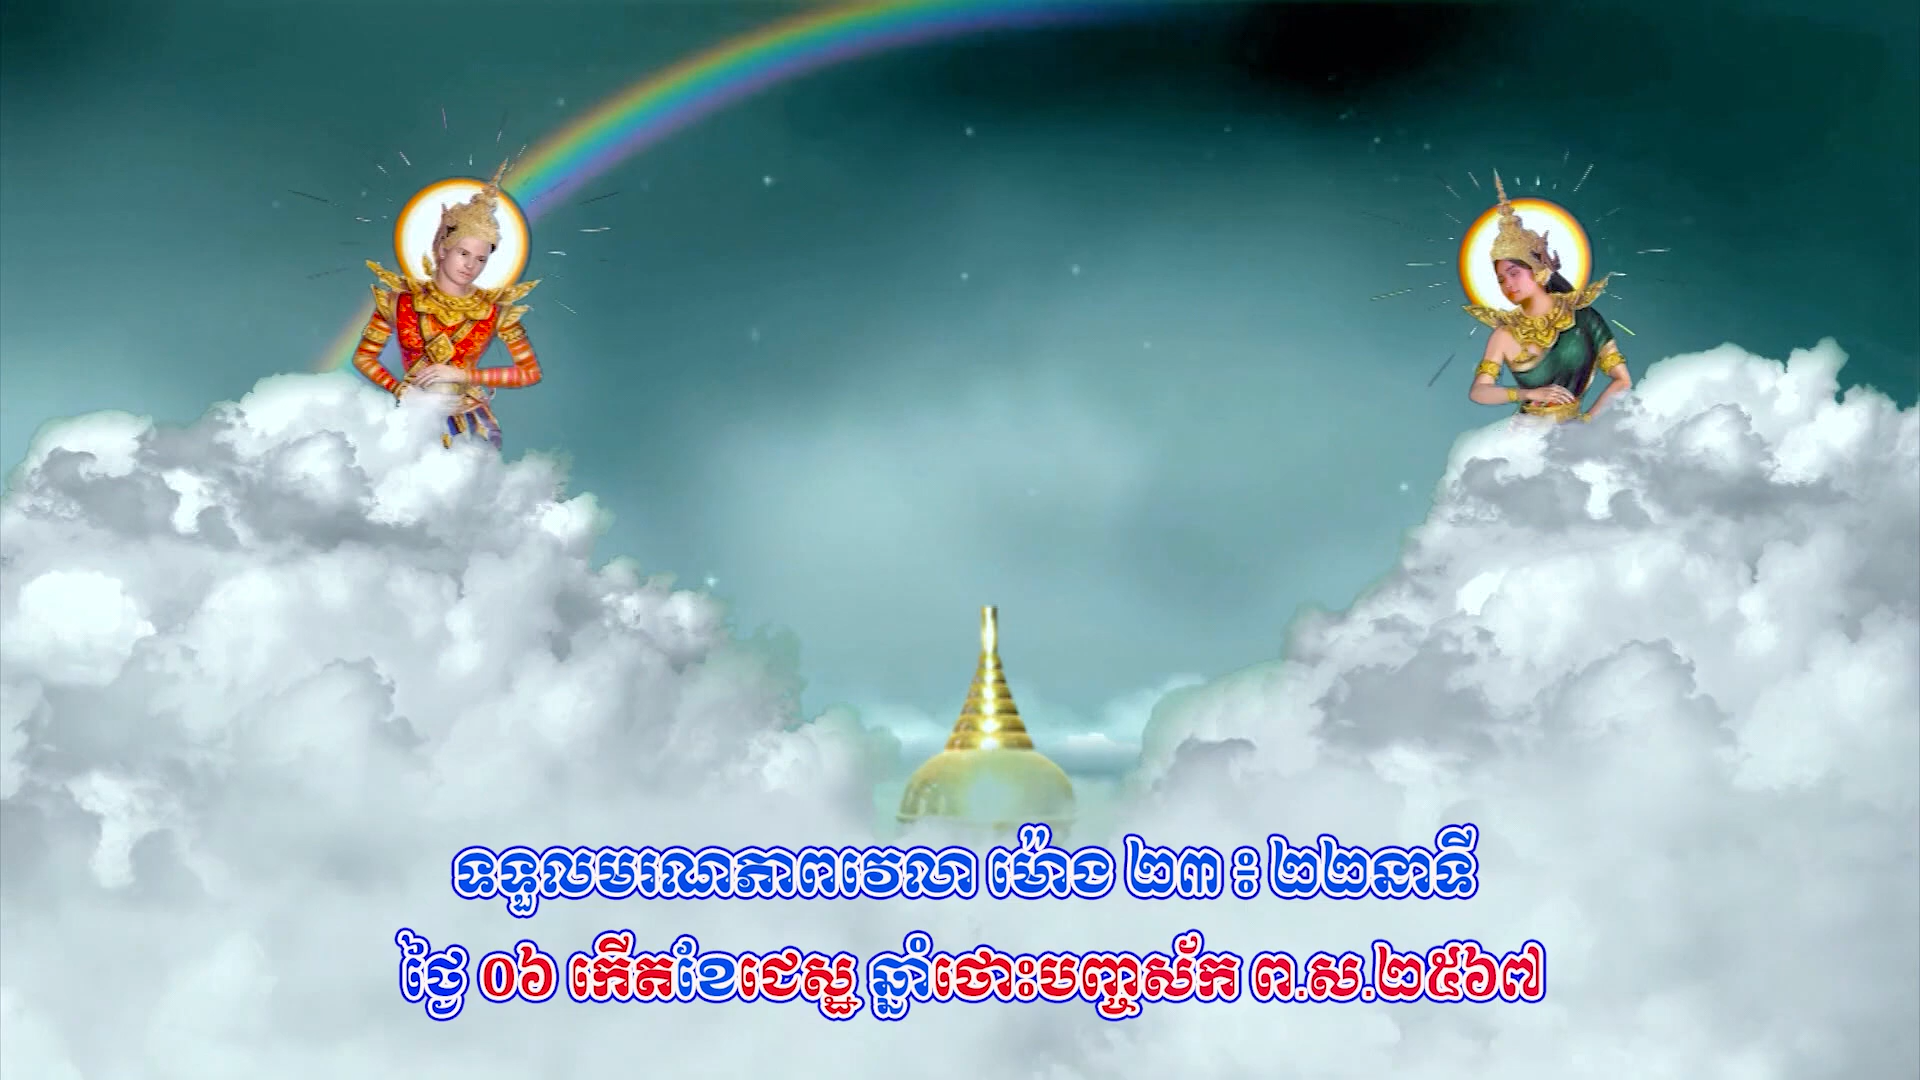 ទទួលមរណភាពវេលា ម៉ោង ២៣ ៖ ២២នាទី
ថ្ងៃ ០៦ កើតខែជេស្ឋ ឆ្នាំថោះបញ្ចស័ក ព.ស.២៥៦៧